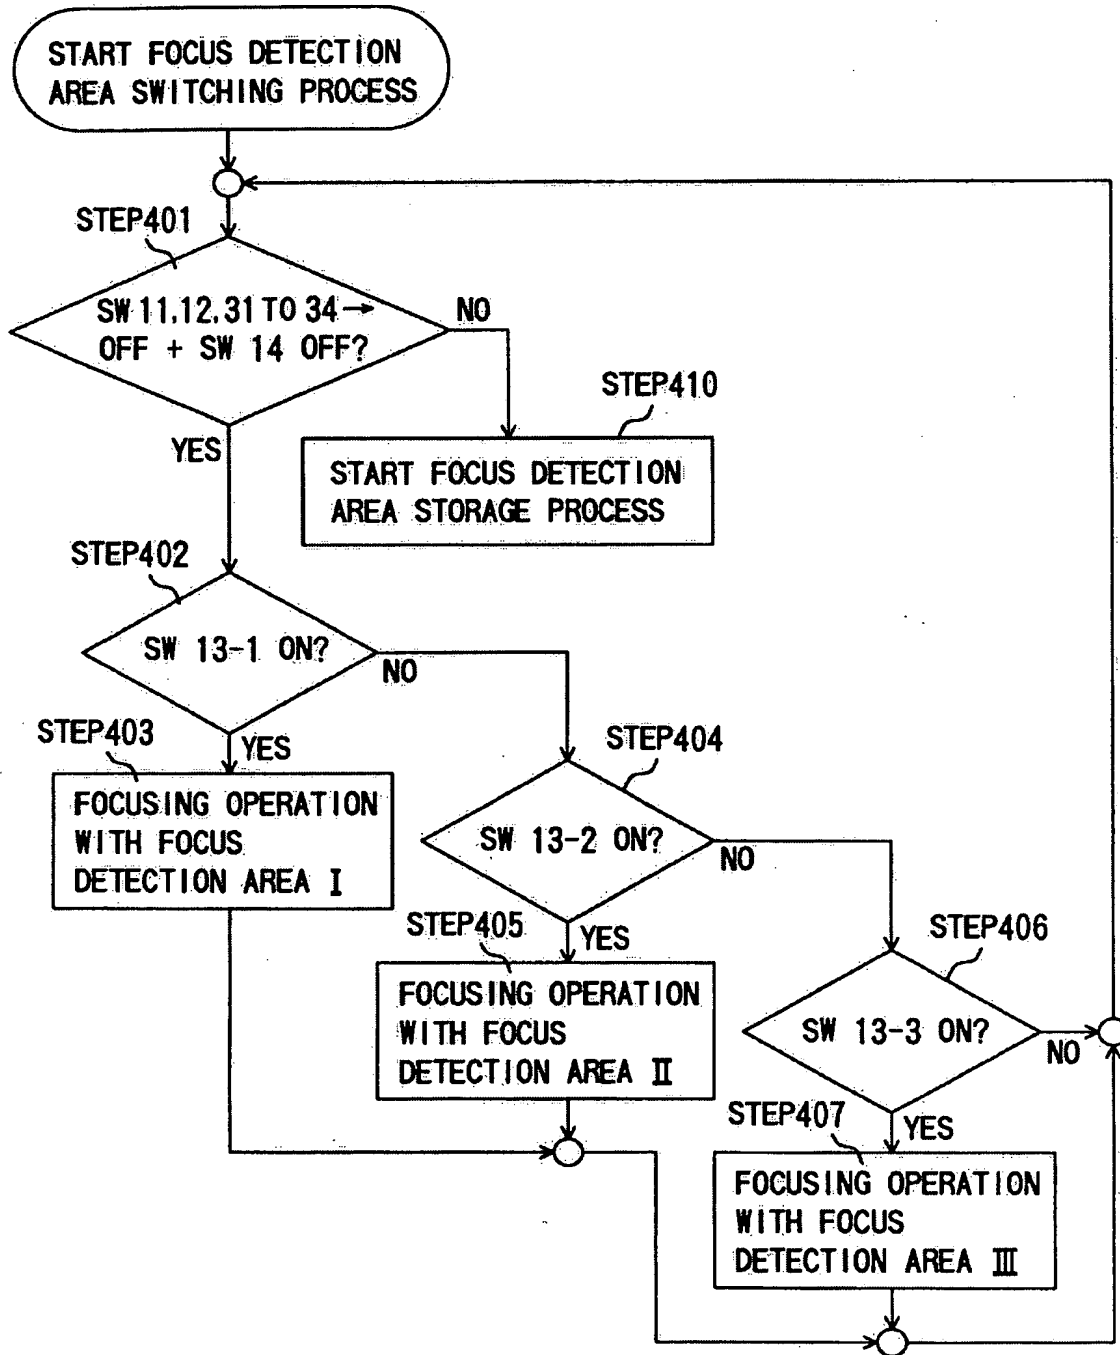 START FOCUS DETECTION
AREA SWITCHING PROCESS
STEP401
SW 11,12,31 TO 34→
OFF + SW 14 OFF?
NO
YES
STEP410
START FOCUS DETECTION
AREA STORAGE PROCESS
STEP402
SW 13-1 ON?
NO
YES
STEP403
FOCUSING OPERATION
WITH FOCUS
DETECTION AREA I
STEP404
SW 13-2 ON?
NO
YES
STEP405
FOCUSING OPERATION
WITH FOCUS
DETECTION AREA II
STEP406
SW 13-3 ON?
NO
YES
STEP407
FOCUSING OPERATION
WITH FOCUS
DETECTION AREA III